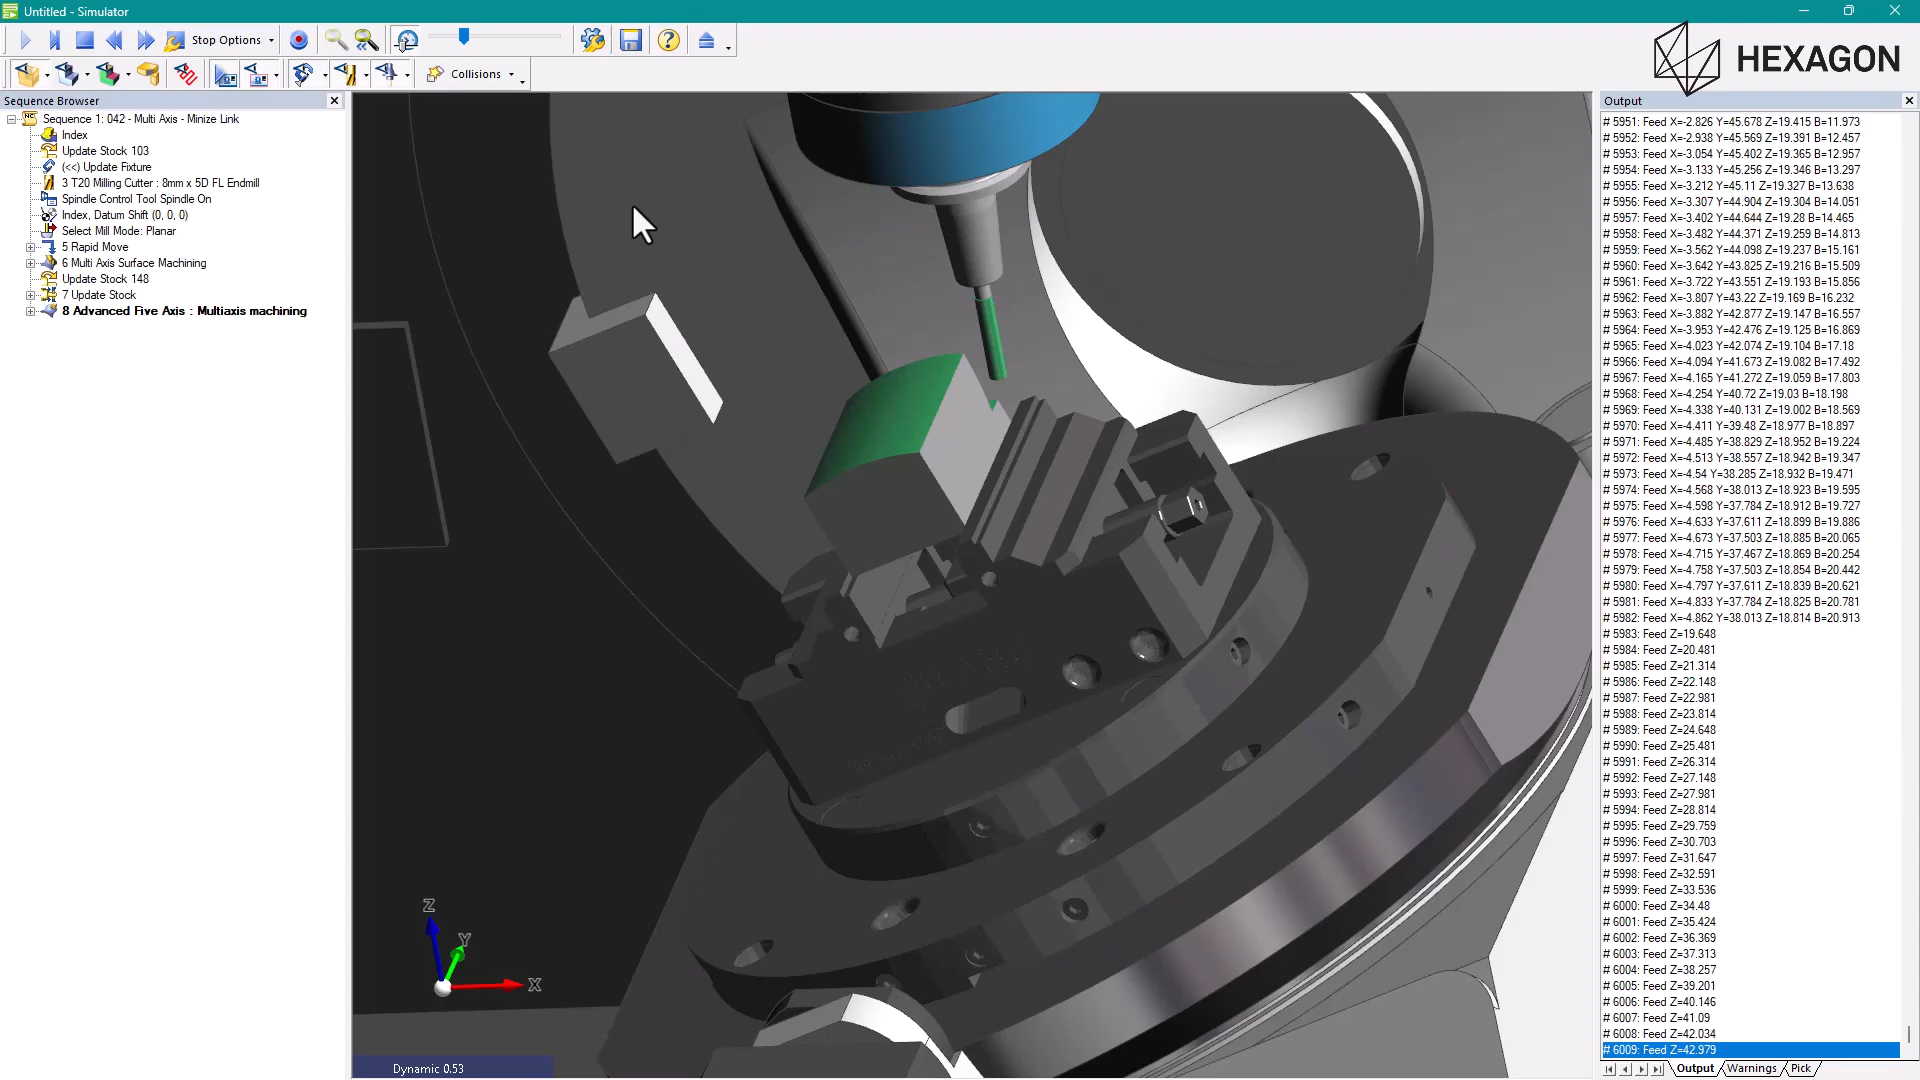 Untitled - Simulator
Stop Options
Collisions
HEXAGON
Sequence Browser
Sequence 1: 042 - Multi Axis - Minize Link
Index
Update Stock 103
(<<) Update Fixture
3 T20 Milling Cutter : 8mm x 5D FL Endmill
Spindle Control Tool Spindle On
Index, Datum Shift (0, 0, 0)
Select Mill Mode: Planar
5 Rapid Move
6 Multi Axis Surface Machining
Update Stock 148
7 Update Stock
8 Advanced Five Axis : Multiaxis machining
Z
Y
X
Dynamic 0.53
Output
# 5951: Feed X=-2.826 Y=45.678 Z=19.415 B=11.973
# 5952: Feed X=-2.938 Y=45.569 Z=19.391 B=12.457
# 5953: Feed X=-3.054 Y=45.402 Z=19.365 B=12.957
# 5954: Feed X=-3.133 Y=45.256 Z=19.346 B=13.297
# 5955: Feed X=-3.212 Y=45.11 Z=19.327 B=13.638
# 5956: Feed X=-3.307 Y=44.904 Z=19.304 B=14.051
# 5957: Feed X=-3.402 Y=44.644 Z=19.28 B=14.465
# 5958: Feed X=-3.482 Y=44.371 Z=19.259 B=14.813
# 5959: Feed X=-3.562 Y=44.098 Z=19.237 B=15.161
# 5960: Feed X=-3.642 Y=43.825 Z=19.216 B=15.509
# 5961: Feed X=-3.722 Y=43.551 Z=19.193 B=15.856
# 5962: Feed X=-3.807 Y=43.22 Z=19.169 B=16.232
# 5963: Feed X=-3.882 Y=42.877 Z=19.147 B=16.557
# 5964: Feed X=-3.953 Y=42.476 Z=19.125 B=16.869
# 5965: Feed X=-4.023 Y=42.074 Z=19.104 B=17.18
# 5966: Feed X=-4.094 Y=41.673 Z=19.082 B=17.492
# 5967: Feed X=-4.165 Y=41.272 Z=19.059 B=17.803
# 5968: Feed X=-4.254 Y=40.72 Z=19.03 B=18.198
# 5969: Feed X=-4.338 Y=40.131 Z=19.002 B=18.569
# 5970: Feed X=-4.411 Y=39.48 Z=18.977 B=18.897
# 5971: Feed X=-4.485 Y=38.829 Z=18.952 B=19.224
# 5972: Feed X=-4.513 Y=38.557 Z=18.942 B=19.347
# 5973: Feed X=-4.54 Y=38.285 Z=18.932 B=19.471
# 5974: Feed X=-4.568 Y=38.013 Z=18.923 B=19.595
# 5975: Feed X=-4.598 Y=37.784 Z=18.912 B=19.727
# 5976: Feed X=-4.633 Y=37.611 Z=18.899 B=19.886
# 5977: Feed X=-4.673 Y=37.503 Z=18.885 B=20.065
# 5978: Feed X=-4.715 Y=37.467 Z=18.869 B=20.254
# 5979: Feed X=-4.758 Y=37.503 Z=18.854 B=20.442
# 5980: Feed X=-4.797 Y=37.611 Z=18.839 B=20.621
# 5981: Feed X=-4.833 Y=37.784 Z=18.825 B=20.781
# 5982: Feed X=-4.862 Y=38.013 Z=18.814 B=20.913
# 5983: Feed Z=19.648
# 5984: Feed Z=20.481
# 5985: Feed Z=21.314
# 5986: Feed Z=22.148
# 5987: Feed Z=22.981
# 5988: Feed Z=23.814
# 5989: Feed Z=24.648
# 5990: Feed Z=25.481
# 5991: Feed Z=26.314
# 5992: Feed Z=27.148
# 5993: Feed Z=27.981
# 5994: Feed Z=28.814
# 5995: Feed Z=29.759
# 5996: Feed Z=30.703
# 5997: Feed Z=31.647
# 5998: Feed Z=32.591
# 5999: Feed Z=33.536
# 6000: Feed Z=34.48
# 6001: Feed Z=35.424
# 6002: Feed Z=36.369
# 6003: Feed Z=37.313
# 6004: Feed Z=38.257
# 6005: Feed Z=39.201
# 6006: Feed Z=40.146
# 6007: Feed Z=41.09
# 6008: Feed Z=42.034
# 6009: Feed Z=42.979
Output
Warnings
Pick